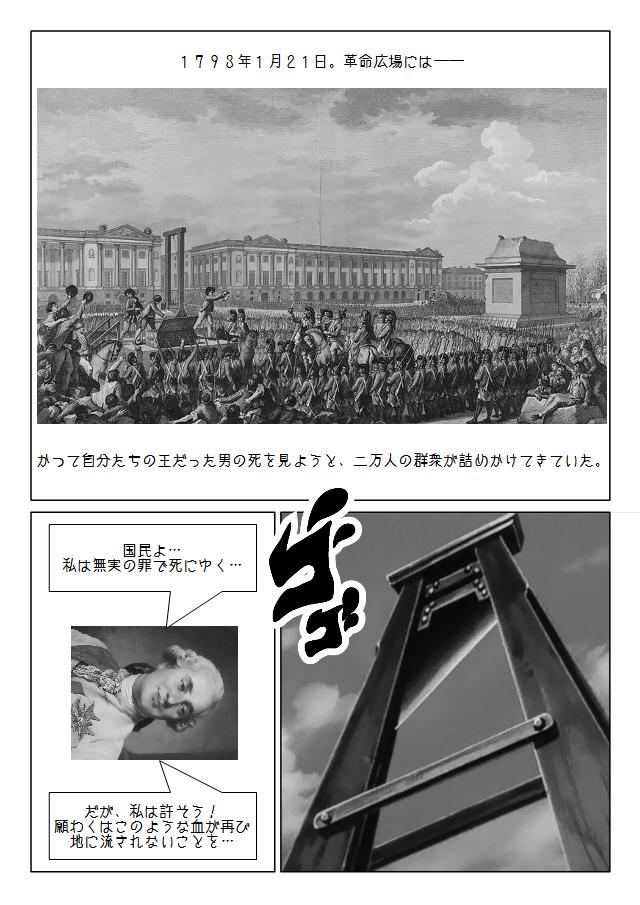 １７９３年１月２１日。革命広場には――
かつて自分たちの王だった男の死を見ようと、二万人の群衆が詰めかけてきていた。
国民よ…
私は無実の罪で死にゆく…
ゴゴ
だが、私は許そう！
願わくはこのような血が再び
地に流されないことを…